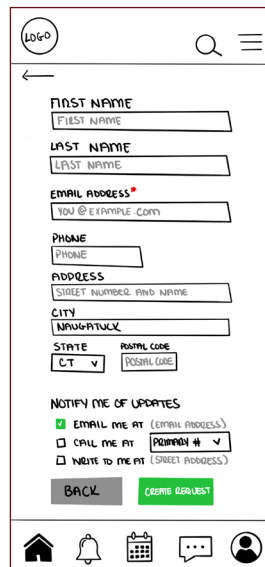 LOGO
FIRST NAME
FIRST NAME
LAST NAME
LAST NAME
EMAIL ADDRESS*
YOU @ EXAMPLE.COM
PHONE
PHONE
ADDRESS
STREET NUMBER AND NAME
CITY
NAUGATUCK
STATE POSTAL CODE
CT POSTAL CODE
NOTIFY ME OF UPDATES
EMAIL ME AT (EMAIL ADDRESS)
CALL ME AT PRIMARY #
WRITE TO ME AT (STREET ADDRESS)
BACK CREATE REQUEST